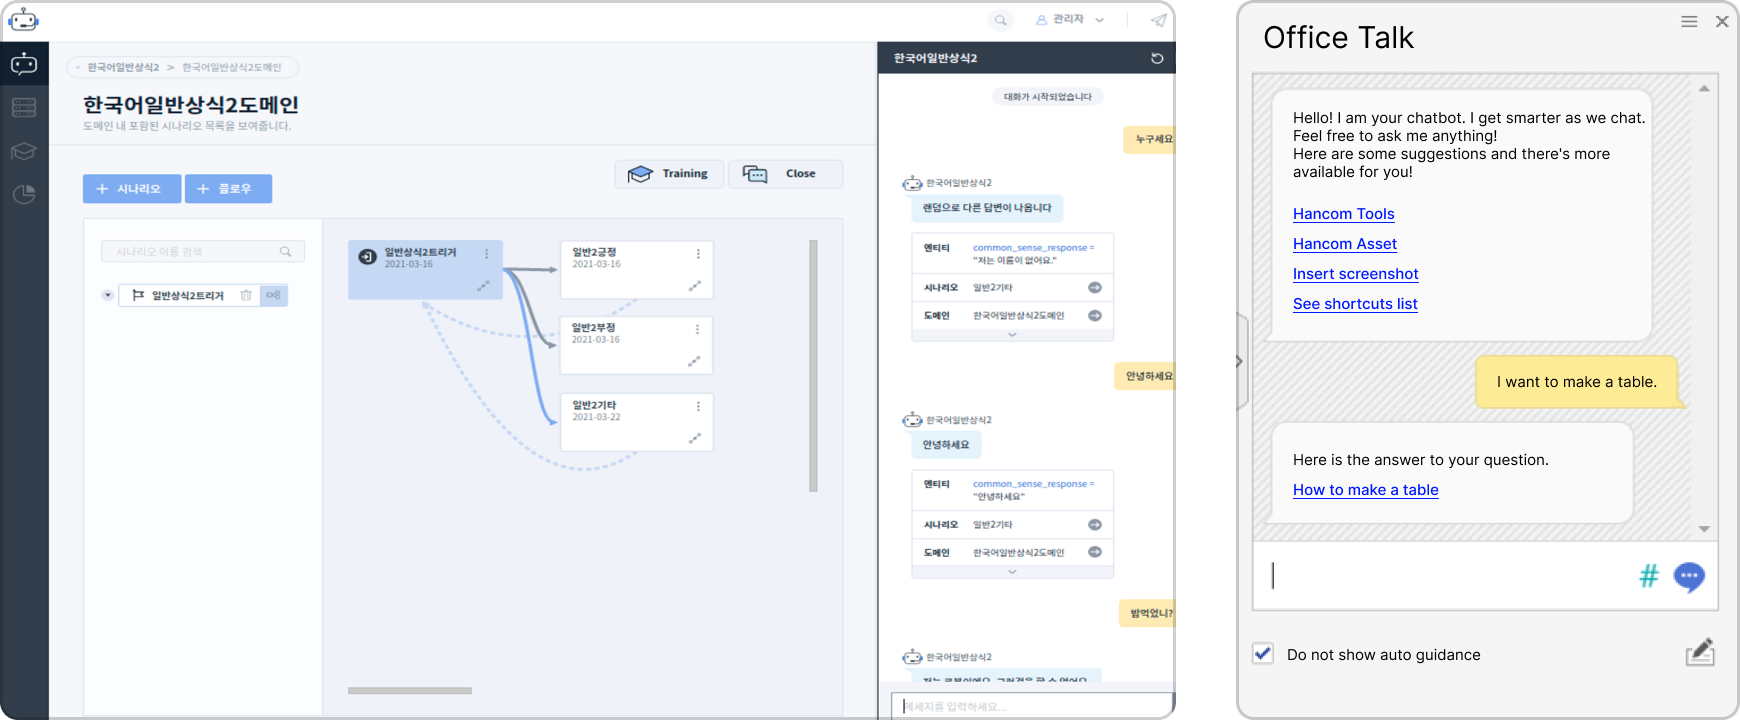 관리자
한국어일반상식2 > 한국어일반상식2도메인
한국어일반상식2도메인
도메인 내 포함된 시나리오 목록을 보여줍니다.
+ 시나리오
+ 플로우
Training
Close
시나리오 이름 검색
일반상식2트리거
일반상식2트리거
2021-03-16
일반2긍정
2021-03-16
일반2부정
2021-03-16
일반2기타
2021-03-22
한국어일반상식2
대화가 시작되었습니다
누구세요
한국어일반상식2
랜덤으로 다른 답변이 나옵니다
엔티티 common_sense_response =
"저는 이름이 없어요."
시나리오 일반2기타
도메인 한국어일반상식2도메인
안녕하세요
한국어일반상식2
안녕하세요
엔티티 common_sense_response =
"안녕하세요"
시나리오 일반2기타
도메인 한국어일반상식2도메인
밥먹었니?
한국어일반상식2
메세지를 입력하세요...
Office Talk
Hello! I am your chatbot. I get smarter as we chat.
Feel free to ask me anything!
Here are some suggestions and there's more
available for you!
Hancom Tools
Hancom Asset
Insert screenshot
See shortcuts list
I want to make a table.
Here is the answer to your question.
How to make a table
#
Do not show auto guidance